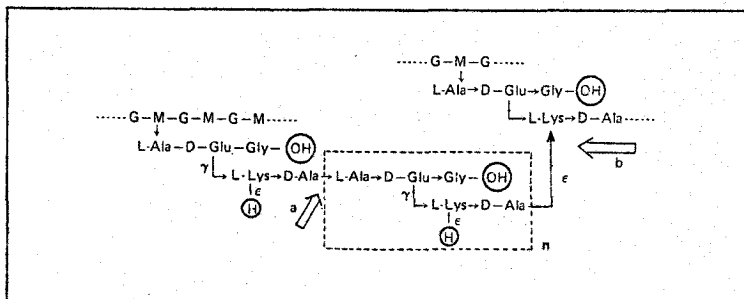 ······ G–M–G ······
L-Ala→D–Glu→Gly–OH
······ G–M–G–M–G–M ······
L-Lys→D–Ala ······
L-Ala–D–Glu–Gly–OH
γ L-Lys→D-Ala→L-Ala→D–Glu→Gly–OH
ε
b
ε
a
γ L-Lys→D–Ala
H
ε
H
n